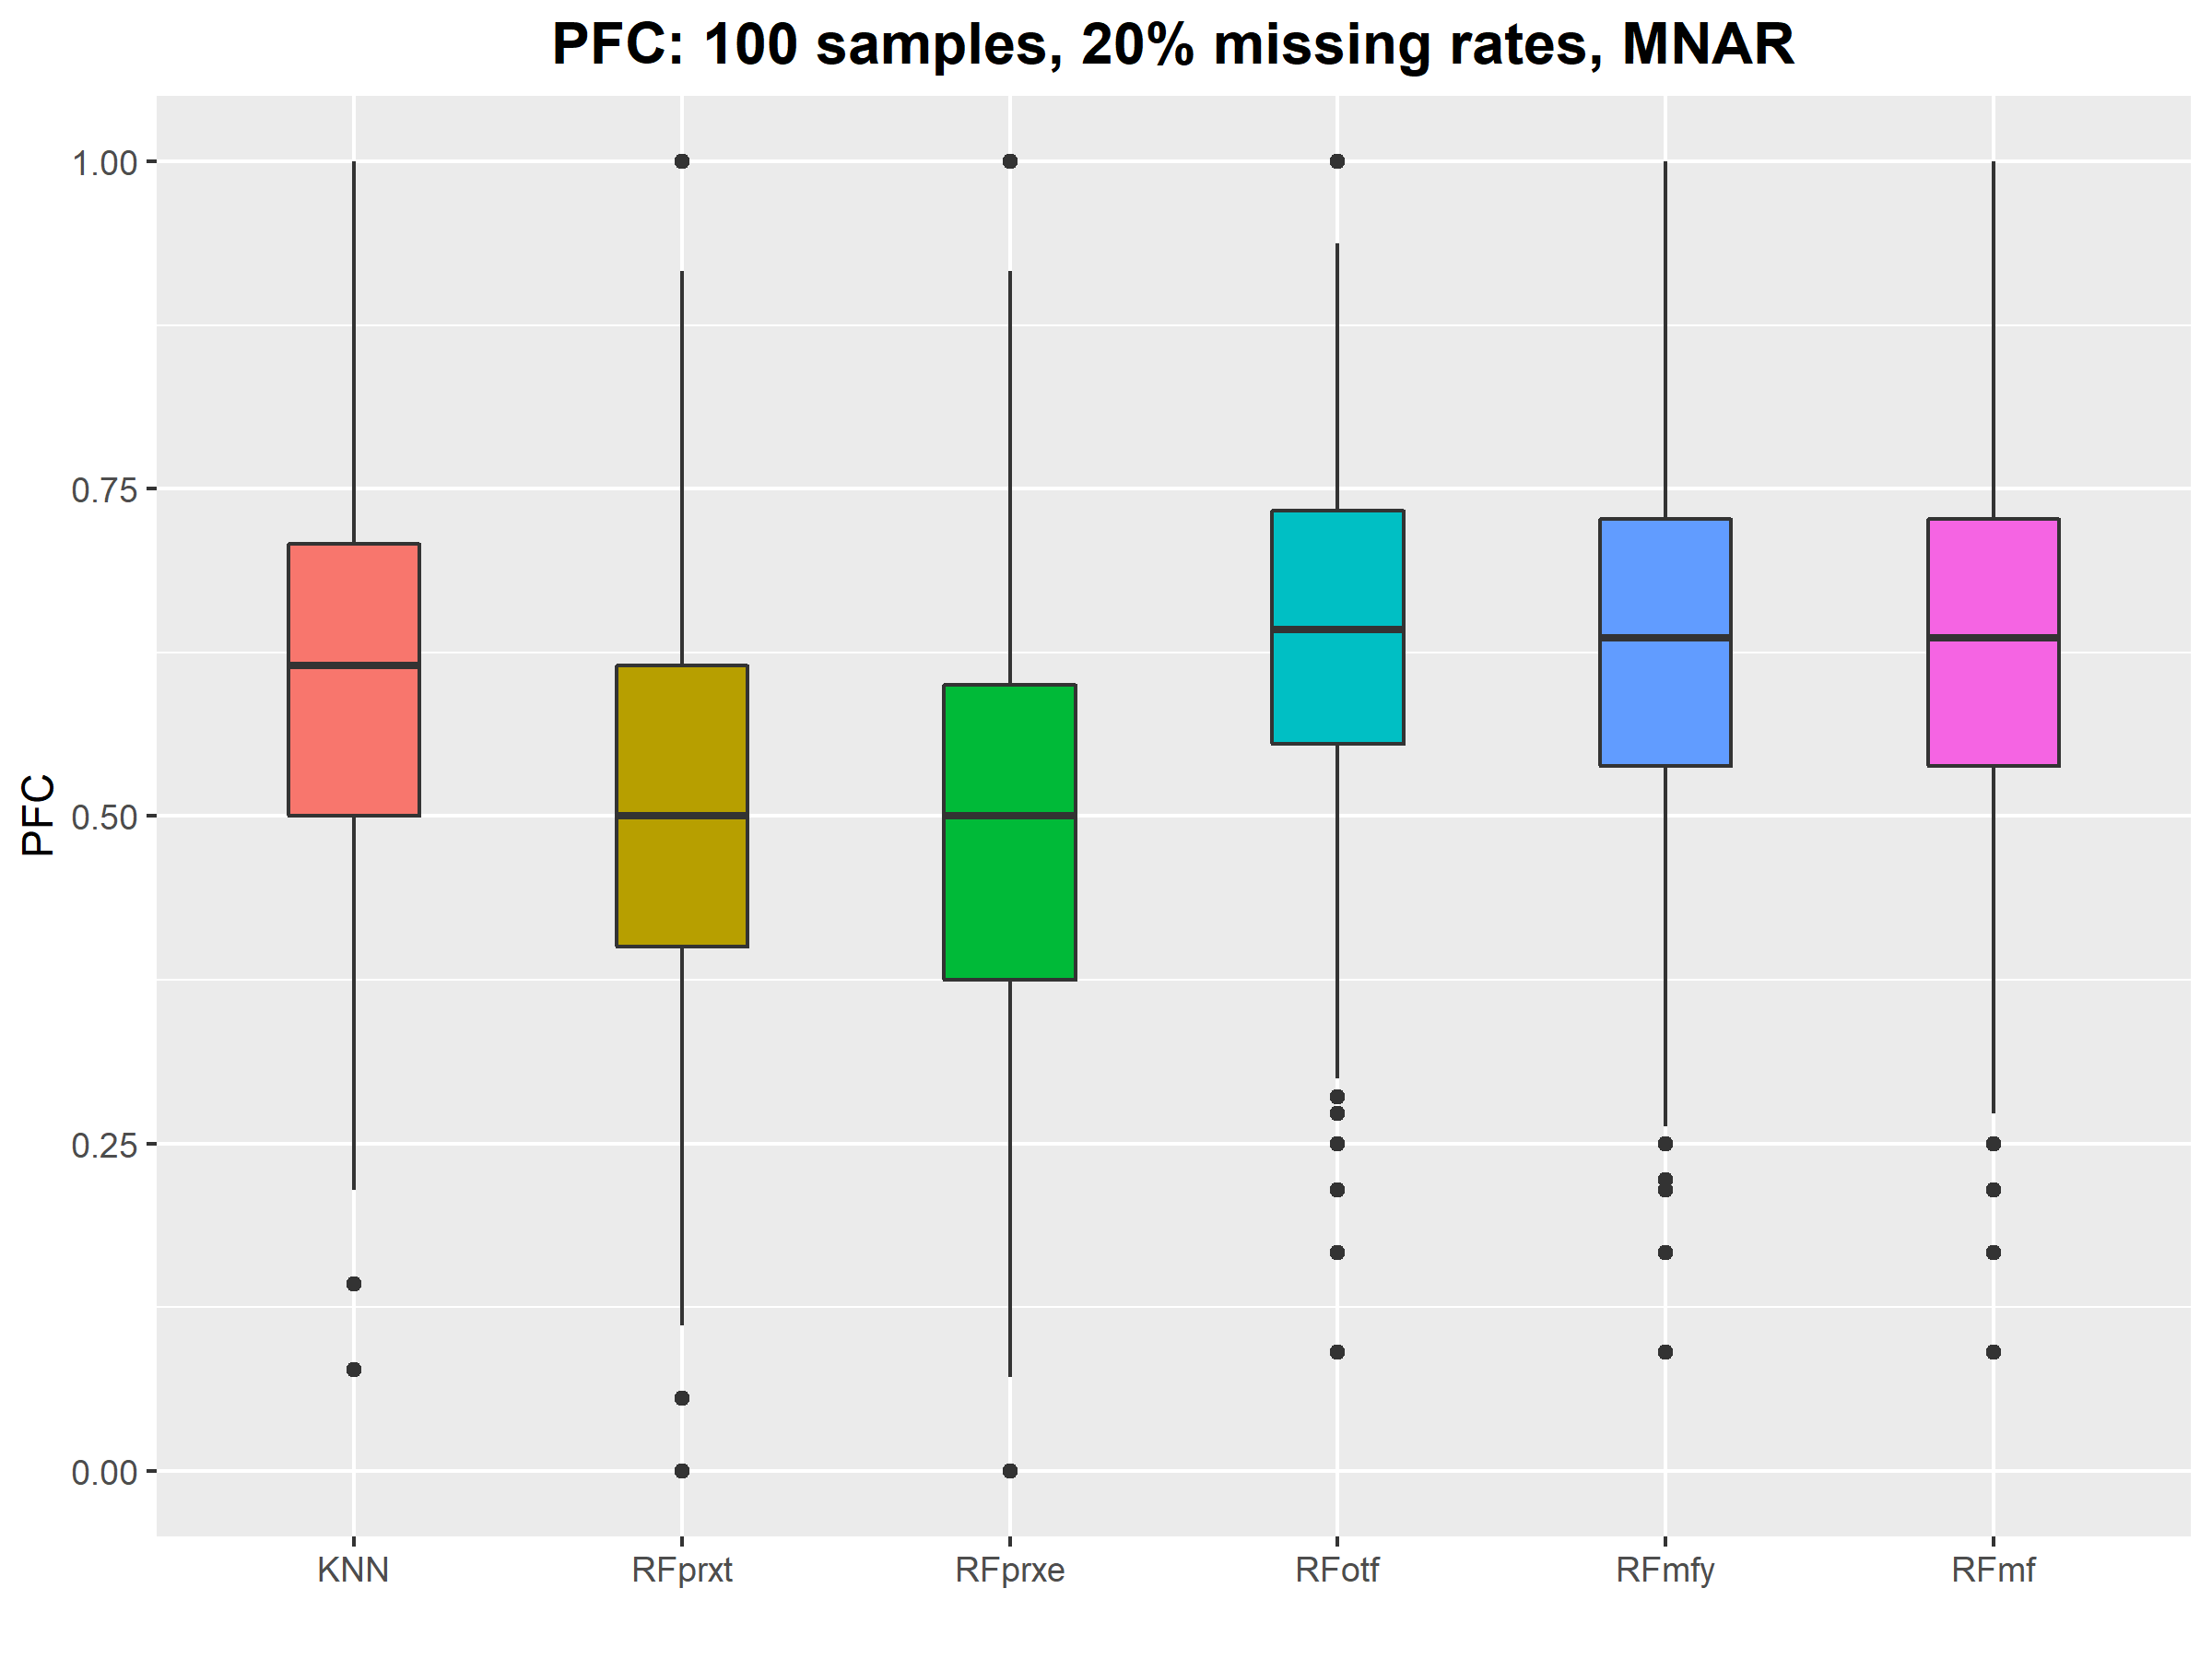 PFC: 100 samples, 20% missing rates, MNAR
1.00
0.75
0.50
0.25
0.00
PFC
KNN RFprxt RFprxe RFotf RFmfy RFmf